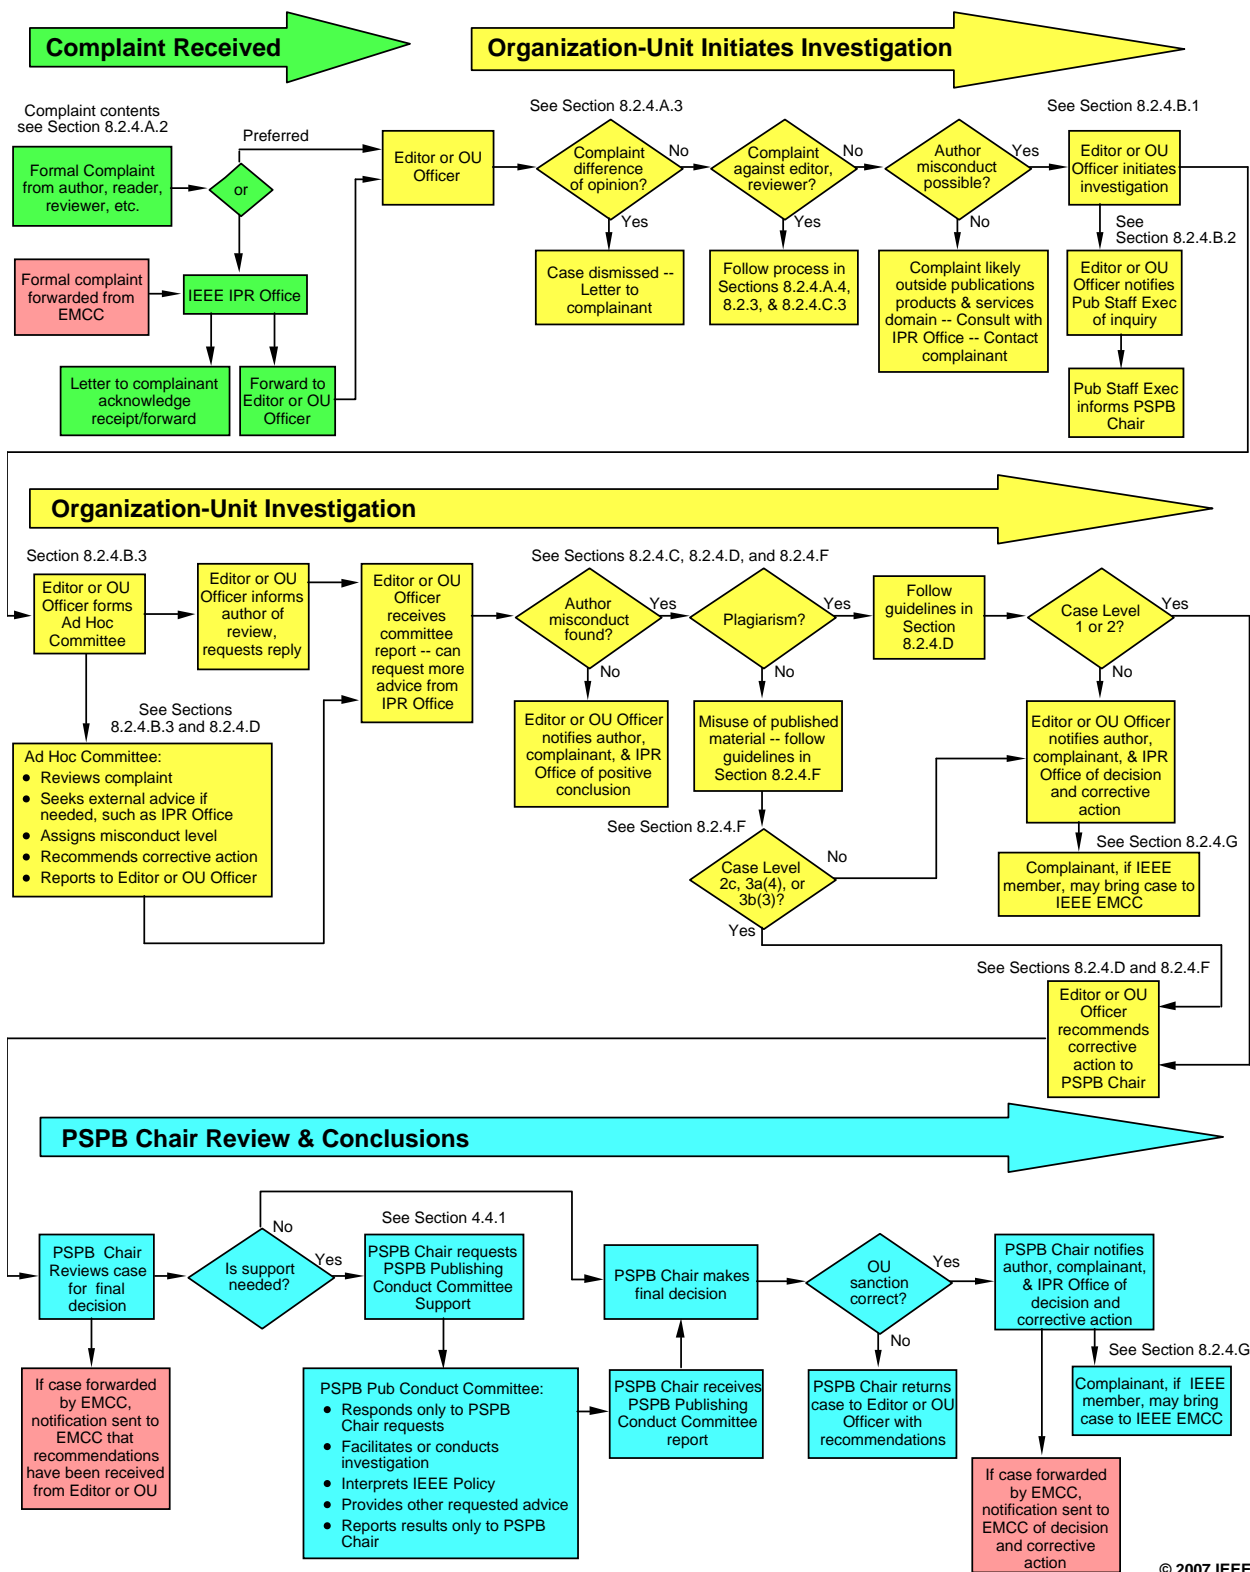 Complaint Received
Organization-Unit Initiates Investigation
Complaint contents
see Section 8.2.4.A.2
Preferred
See Section 8.2.4.A.3
See Section 8.2.4.B.1
Formal Complaint
from author, reader,
reviewer, etc.
or
Editor or OU
Officer
Complaint
difference
of opinion?
No
Yes
Complaint
against editor,
reviewer?
No
Yes
Author
misconduct
possible?
Yes
No
Editor or OU
Officer initiates
investigation
See
Section 8.2.4.B.2
Formal complaint
forwarded from
EMCC
IEEE IPR Office
Case dismissed --
Letter to
complainant
Follow process in
Sections 8.2.4.A.4,
8.2.3, & 8.2.4.C.3
Complaint likely
outside publications
products & services
domain -- Consult with
IPR Office -- Contact
complainant
Editor or OU
Officer notifies
Pub Staff Exec
of inquiry
Letter to complainant
acknowledge
receipt/forward
Forward to
Editor or OU
Officer
Pub Staff Exec
informs PSPB
Chair
Organization-Unit Investigation
Section 8.2.4.B.3
See Sections 8.2.4.C, 8.2.4.D, and 8.2.4.F
Editor or OU
Officer forms
Ad Hoc
Committee
Editor or OU
Officer informs
author of
review,
requests reply
Editor or OU
Officer
receives
committee
report -- can
request more
advice from
IPR Office
Author
misconduct
found?
Yes
No
Plagiarism?
Yes
No
Follow
guidelines in
Section
8.2.4.D
Case Level
1 or 2?
Yes
No
See Sections
8.2.4.B.3 and 8.2.4.D
Ad Hoc Committee:
● Reviews complaint
● Seeks external advice if
needed, such as IPR Office
● Assigns misconduct level
● Recommends corrective action
● Reports to Editor or OU Officer
Editor or OU Officer
notifies author,
complainant, & IPR
Office of positive
conclusion
Misuse of published
material -- follow
guidelines in
Section 8.2.4.F
Editor or OU Officer
notifies author,
complainant, & IPR
Office of decision
and corrective
action
See Section 8.2.4.F
Case Level
2c, 3a(4), or
3b(3)?
No
Yes
See Section 8.2.4.G
Complainant, if IEEE
member, may bring case to
IEEE EMCC
See Sections 8.2.4.D and 8.2.4.F
Editor or OU
Officer
recommends
corrective
action to
PSPB Chair
PSPB Chair Review & Conclusions
PSPB Chair
Reviews case
for final
decision
Is support
needed?
No
Yes
See Section 4.4.1
PSPB Chair requests
PSPB Publishing
Conduct Committee
Support
PSPB Chair makes
final decision
OU
sanction
correct?
Yes
No
PSPB Chair notifies
author, complainant,
& IPR Office of
decision and
corrective action
See Section 8.2.4.G
If case forwarded
by EMCC,
notification sent to
EMCC that
recommendations
have been received
from Editor or OU
PSPB Pub Conduct Committee:
● Responds only to PSPB
Chair requests
● Facilitates or conducts
investigation
● Interprets IEEE Policy
● Provides other requested advice
● Reports results only to PSPB
Chair
PSPB Chair receives
PSPB Publishing
Conduct Committee
report
PSPB Chair returns
case to Editor or OU
Officer with
recommendations
Complainant, if IEEE
member, may bring
case to IEEE EMCC
If case forwarded
by EMCC,
notification sent to
EMCC of decision
and corrective
action
© 2007 IEEE